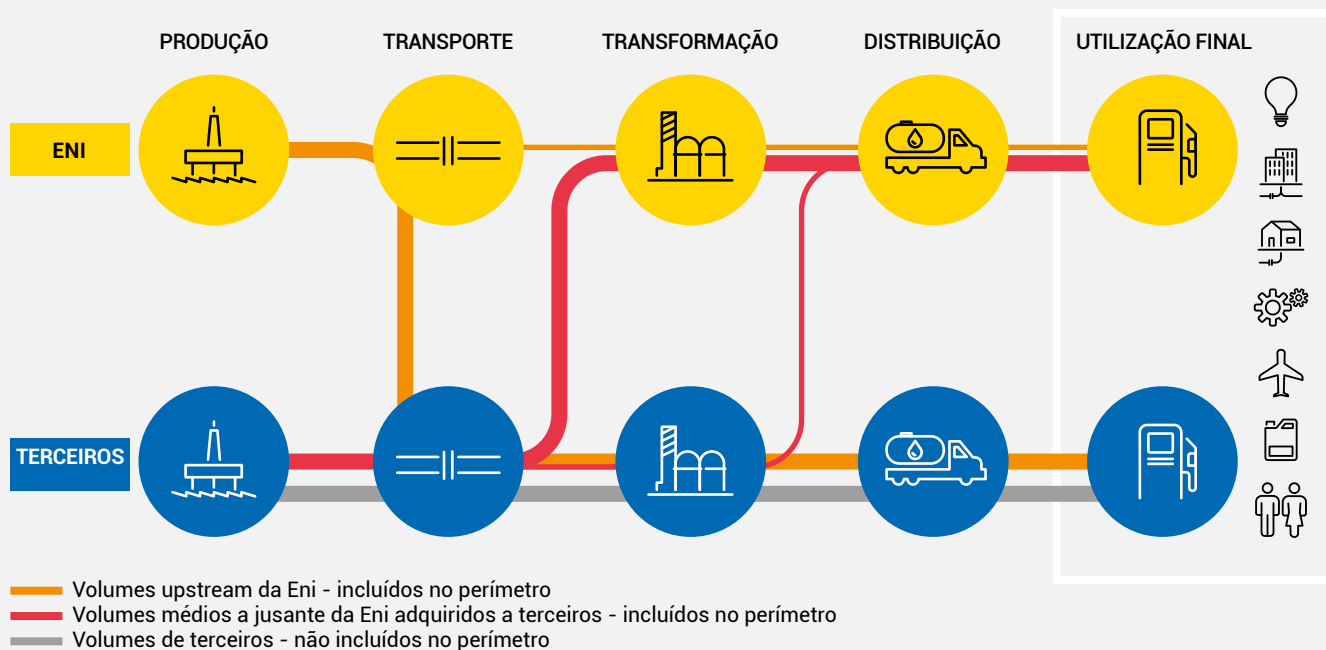 PRODUÇÃO
TRANSPORTE
TRANSFORMAÇÃO
DISTRIBUIÇÃO
UTILIZAÇÃO FINAL
ENI
TERCEIROS
Volumes upstream da Eni - incluídos no perímetro
Volumes médios a jusante da Eni adquiridos a terceiros - incluídos no perímetro
Volumes de terceiros - não incluídos no perímetro